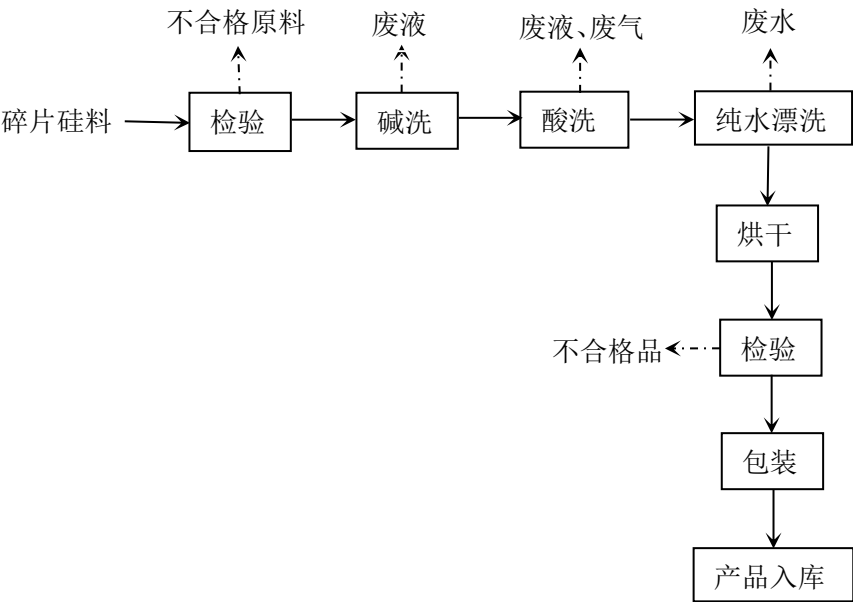 不合格原料
废液
废液、废气
废水
碎片硅料
检验
碱洗
酸洗
纯水漂洗
烘干
不合格品
检验
包装
产品入库